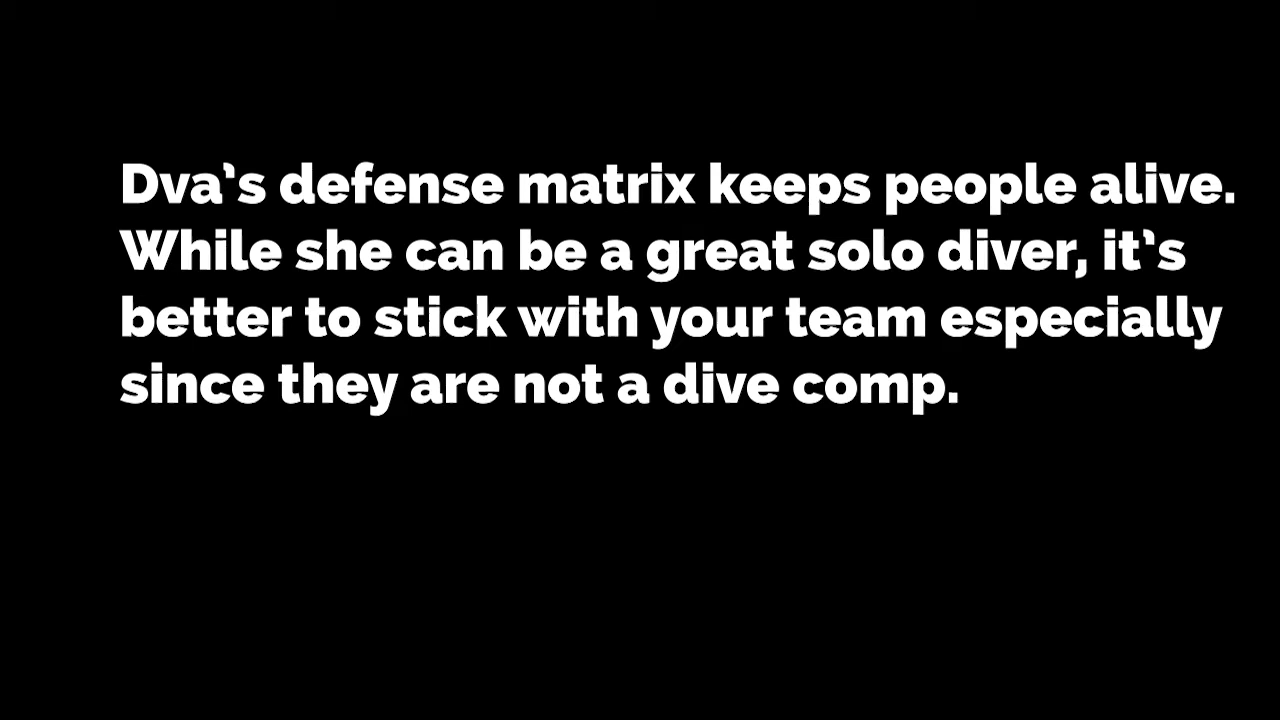 Dva's defense matrix keeps people alive.
While she can be a great solo diver, it's
better to stick with your team especially
since they are not a dive comp.